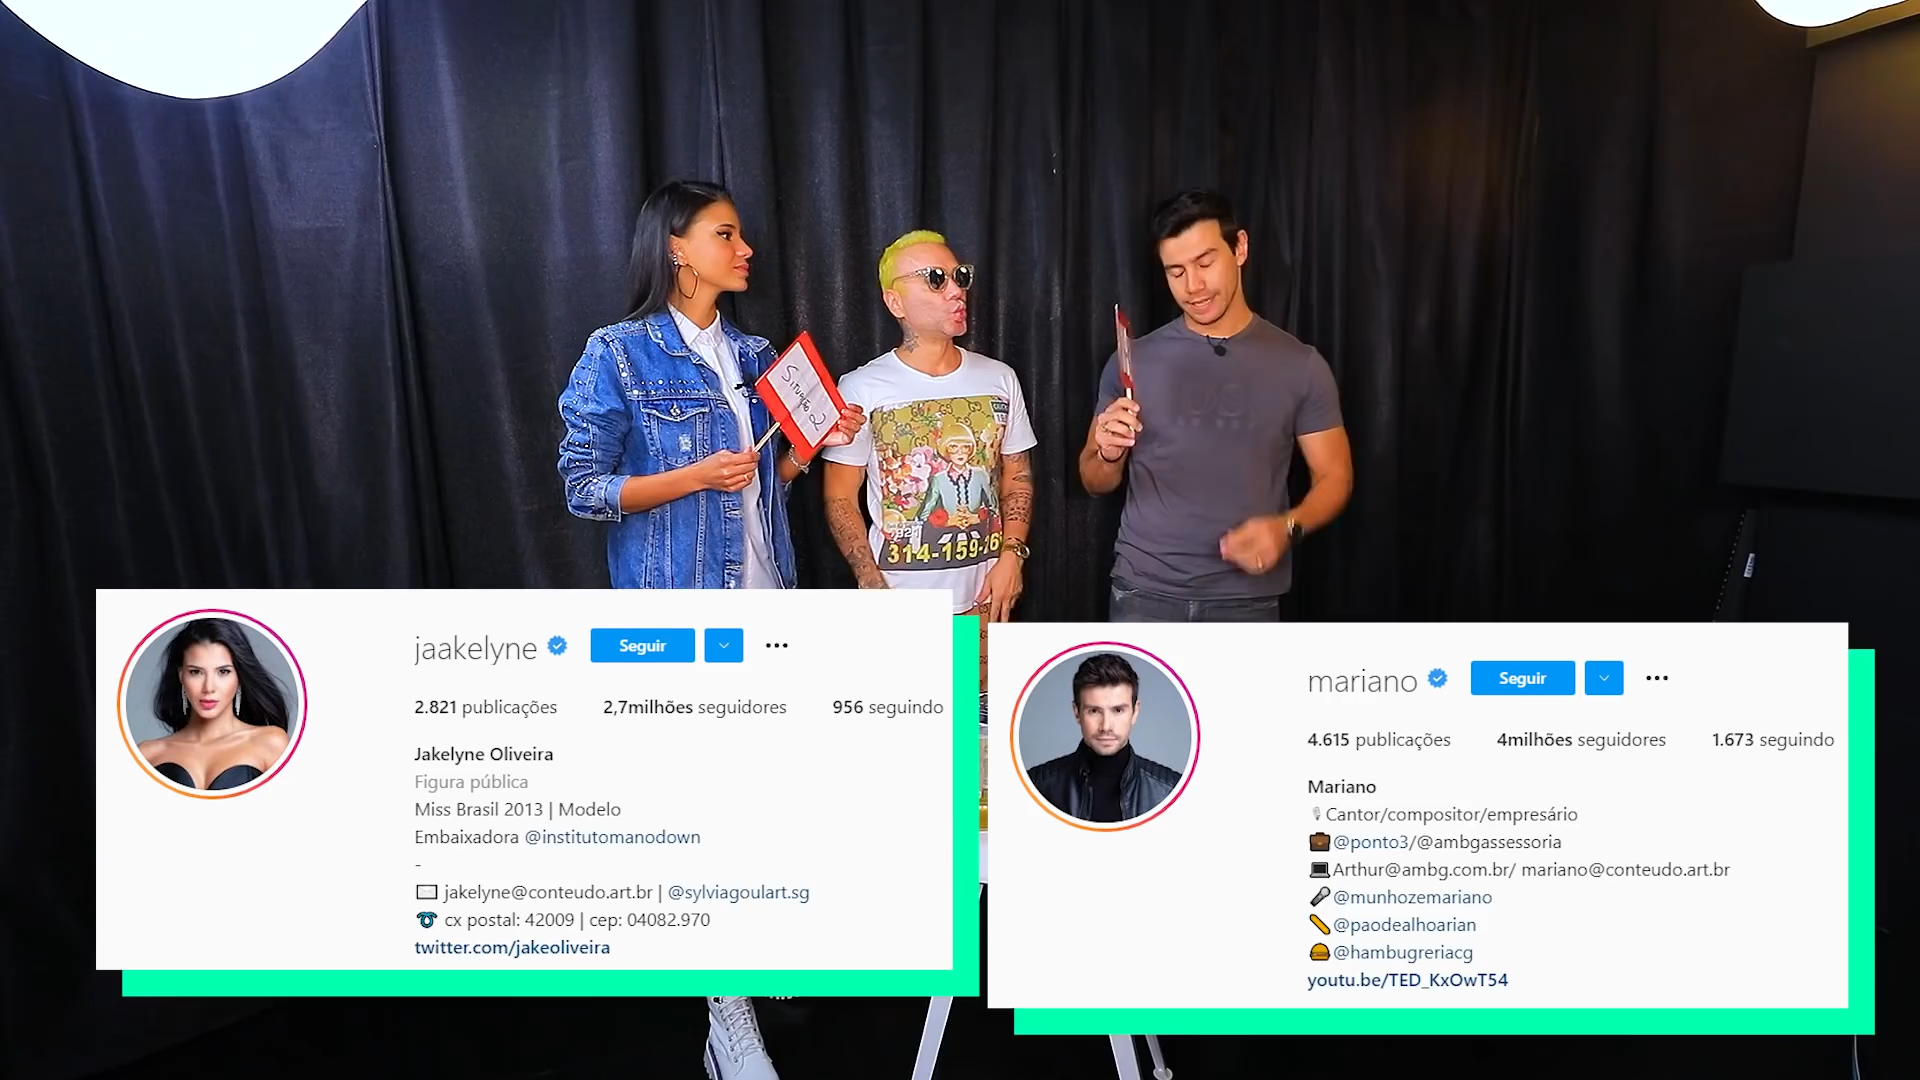 Situação 2
314-159-26
jaakelyne Seguir
2.821 publicações 2,7milhões seguidores 956 seguindo
Jakelyne Oliveira
Figura pública
Miss Brasil 2013 | Modelo
Embaixadora @institutomanodown
-
jakelyne@conteudo.art.br | @sylviagoulart.sg
cx postal: 42009 | cep: 04082.970
twitter.com/jakeoliveira
mariano Seguir
4.615 publicações 4milhões seguidores 1.673 seguindo
Mariano
Cantor/compositor/empresário
@ponto3/@ambgassessoria
Arthur@ambg.com.br/ mariano@conteudo.art.br
@munhozemariano
@paodealhoarian
@hambugreriacg
youtu.be/TED_KxOwT54